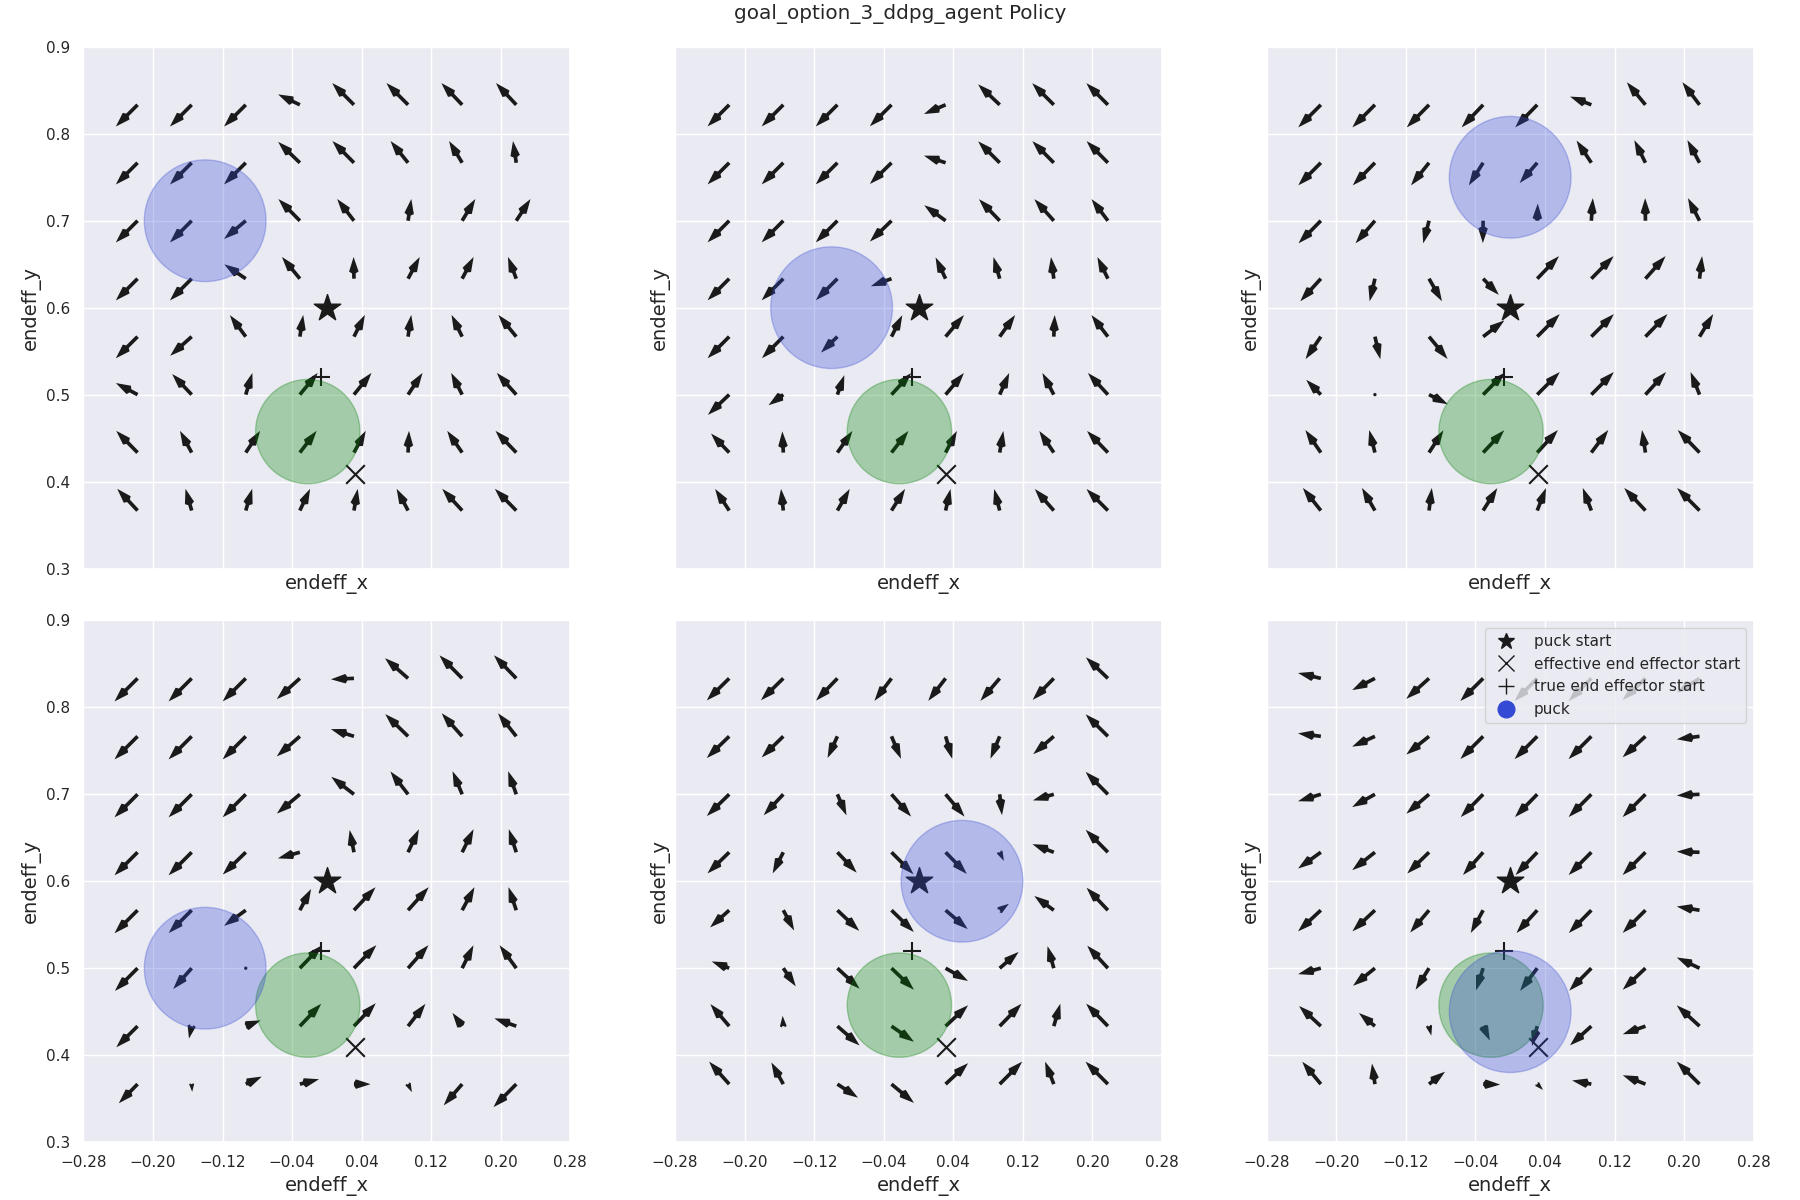 goal_option_3_ddpg_agent Policy
0.9
0.8
0.7
0.6
0.5
0.4
0.3
endeff_y
endeff_x
endeff_y
endeff_x
endeff_y
endeff_x
0.9
0.8
0.7
0.6
0.5
0.4
0.3
endeff_y
−0.28 −0.20 −0.12 −0.04 0.04 0.12 0.20 0.28
endeff_x
endeff_y
−0.28 −0.20 −0.12 −0.04 0.04 0.12 0.20 0.28
endeff_x
puck start
effective end effector start
true end effector start
puck
endeff_y
−0.28 −0.20 −0.12 −0.04 0.04 0.12 0.20 0.28
endeff_x